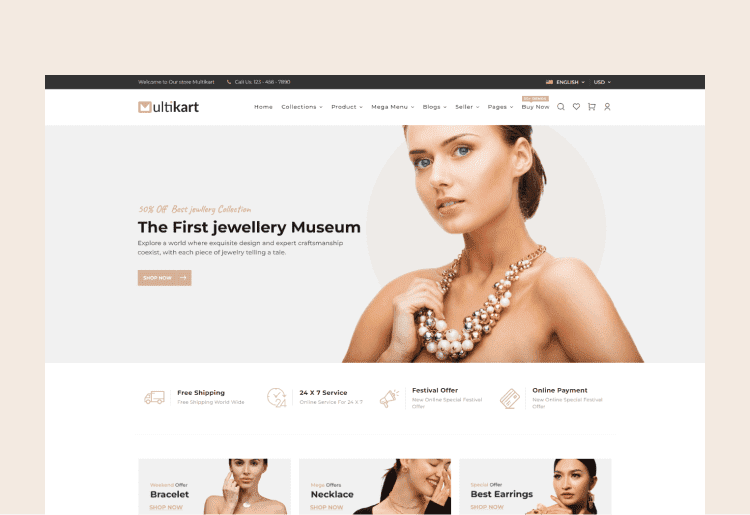 Welcome to Our store Multikart
Call Us: 123 - 456 - 7890
ENGLISH
USD
ultikart
Home
Collections
Product
Mega Menu
Blogs
Seller
Pages
Buy Now
50% Off Best jewllery Collection
The First jewellery Museum
Explore a world where exquisite design and expert craftsmanship
coexist, with each piece of jewelry telling a tale.
SHOP NOW
Free Shipping
Free Shipping World Wide
24 X 7 Service
Online Service For 24 X 7
Festival Offer
New Online Special Festival
Offer
Online Payment
New Online Special Festival
Offer
Weekend Offer
Bracelet
SHOP NOW
Mega Offers
Necklace
SHOP NOW
Special Offer
Best Earrings
SHOP NOW